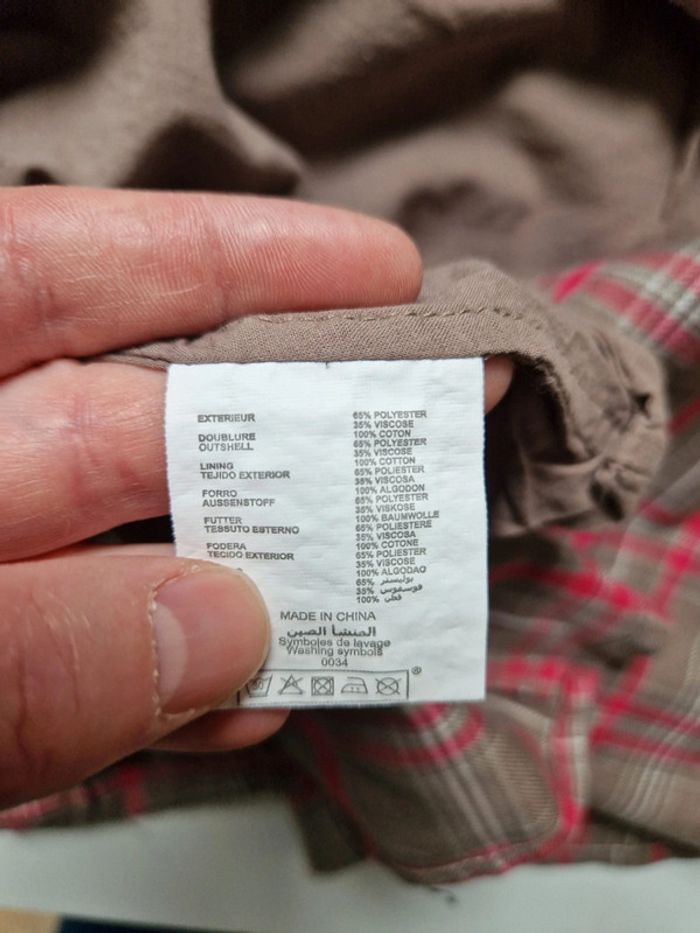 EXTERIEUR 65% POLYESTER
35% VISCOSE
DOUBLURE 100% COTON
OUTSHELL 65% POLYESTER
35% VISCOSE
LINING 100% COTTON
TEJIDO EXTERIOR 65% POLIESTER
35% VISCOSA
FORRO 100% ALGODON
AUSSENSTOFF 65% POLYESTER
35% VISKOSE
FUTTER 100% BAUMWOLLE
TESSUTO ESTERNO 65% POLIESTERE
35% VISCOSA
FODERA 100% COTONE
TECIDO EXTERIOR 65% POLIESTER
35% VISCOSE
100% ALGODAO
65% بوليستر
35% فوسموس
100% قطن
MADE IN CHINA
المنشأ الصين
Symboles de lavage
Washing symbols
0034
®